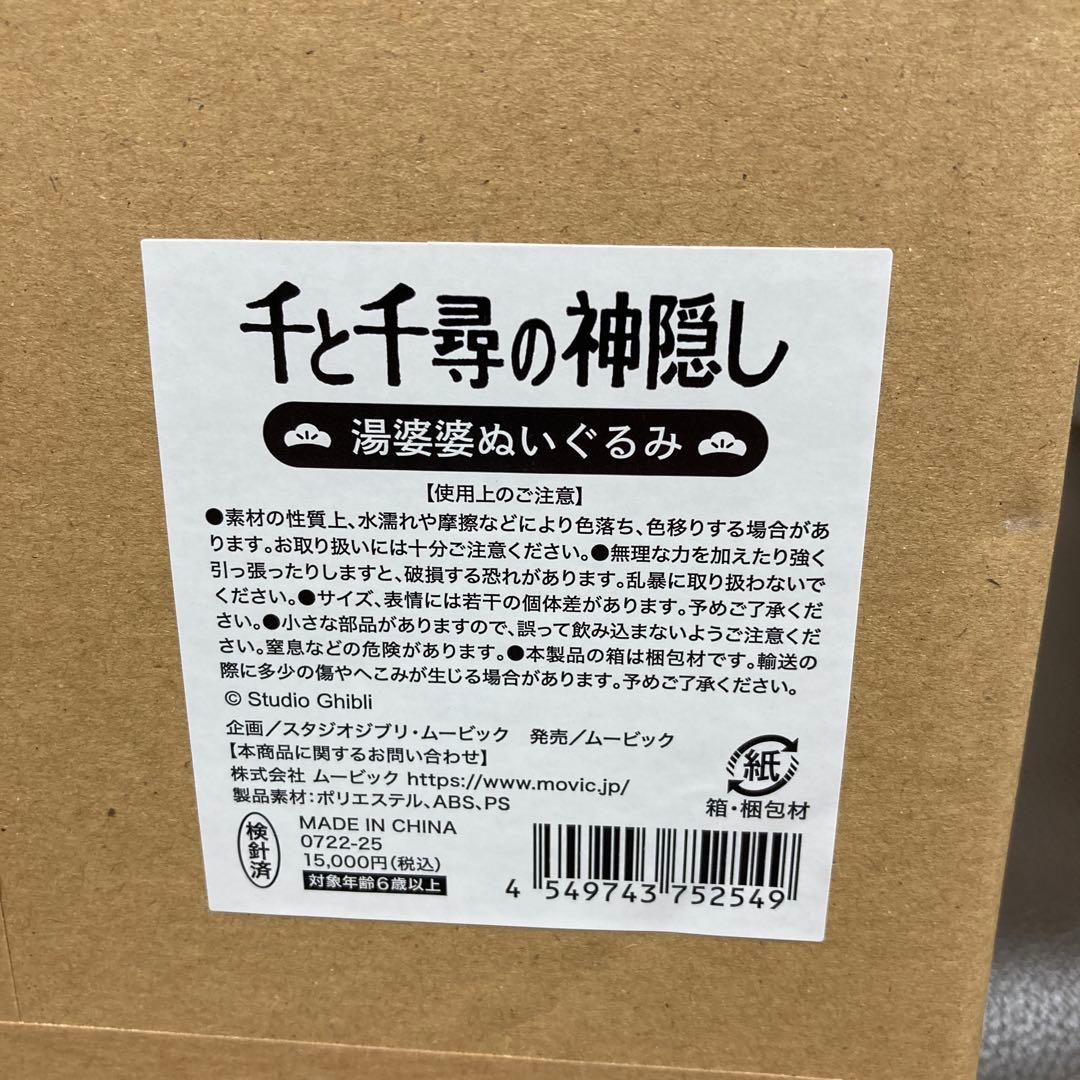 千と千尋の神隠し
湯婆婆ぬいぐるみ
【使用上のご注意】
●素材の性質上、水濡れや摩擦などにより色落ち、色移りする場合があ
ります。お取り扱いには十分ご注意ください。●無理な力を加えたり強く
引っ張ったりしますと、破損する恐れがあります。乱暴に取り扱わないで
ください。●サイズ、表情には若干の個体差があります。予めご了承くだ
さい。●小さな部品がありますので、誤って飲み込まないようご注意くだ
さい。窒息などの危険があります。●本製品の箱は梱包材です。輸送の
際に多少の傷やへこみが生じる場合があります。予めご了承ください。
© Studio Ghibli
企画／スタジオジブリ・ムービック 発売／ムービック
【本商品に関するお問い合わせ】
株式会社 ムービック https://www.movic.jp/
製品素材：ポリエステル、ABS、PS
紙
箱・梱包材
検針済
MADE IN CHINA
0722-25
15,000円（税込）
対象年齢6歳以上
4 549743 752549